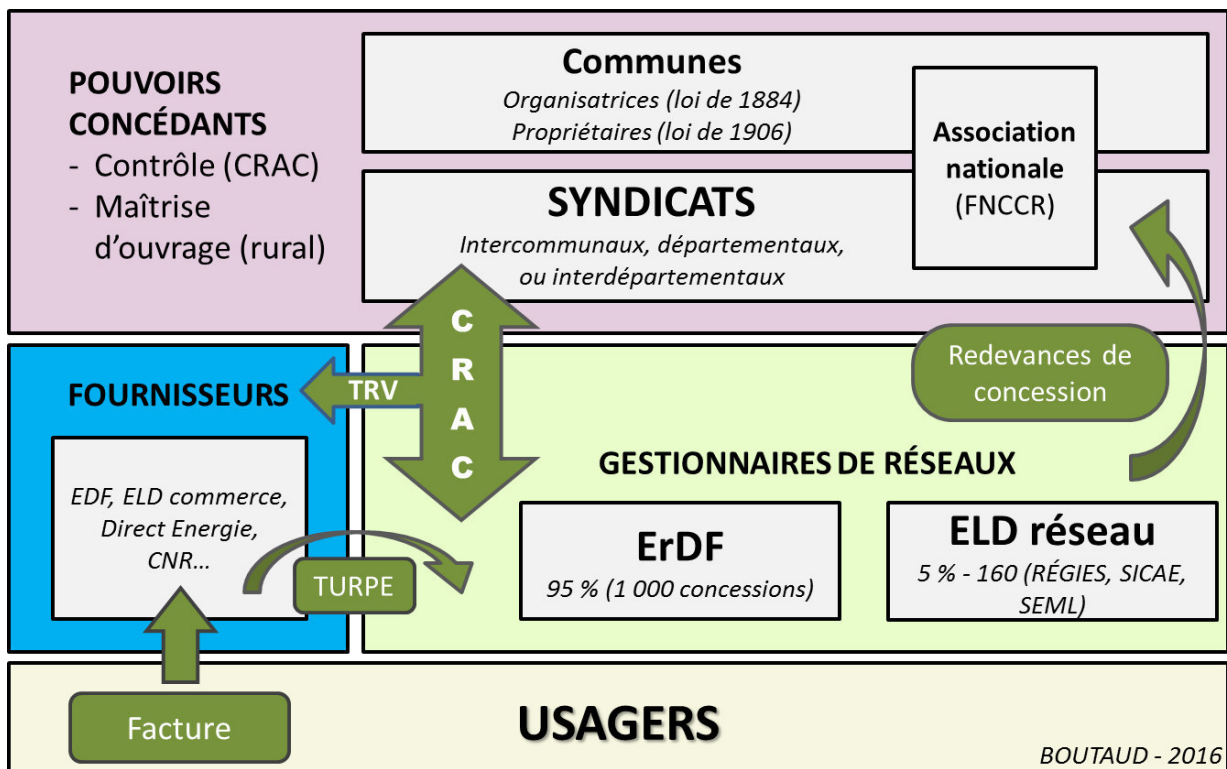 POUVOIRS
CONCÉDANTS
- Contrôle (CRAC)
- Maîtrise
d'ouvrage (rural)
Communes
Organisatrices (loi de 1884)
Propriétaires (loi de 1906)
SYNDICATS
Intercommunaux, départementaux,
ou interdépartementaux
Association
nationale
(FNCCR)
CRAC
TRV
Redevances de
concession
FOURNISSEURS
EDF, ELD commerce,
Direct Energie,
CNR...
TURPE
GESTIONNAIRES DE RÉSEAUX
ErDF
95 % (1 000 concessions)
ELD réseau
5 % - 160 (RÉGIES, SICAE,
SEML)
Facture
USAGERS
BOUTAUD - 2016